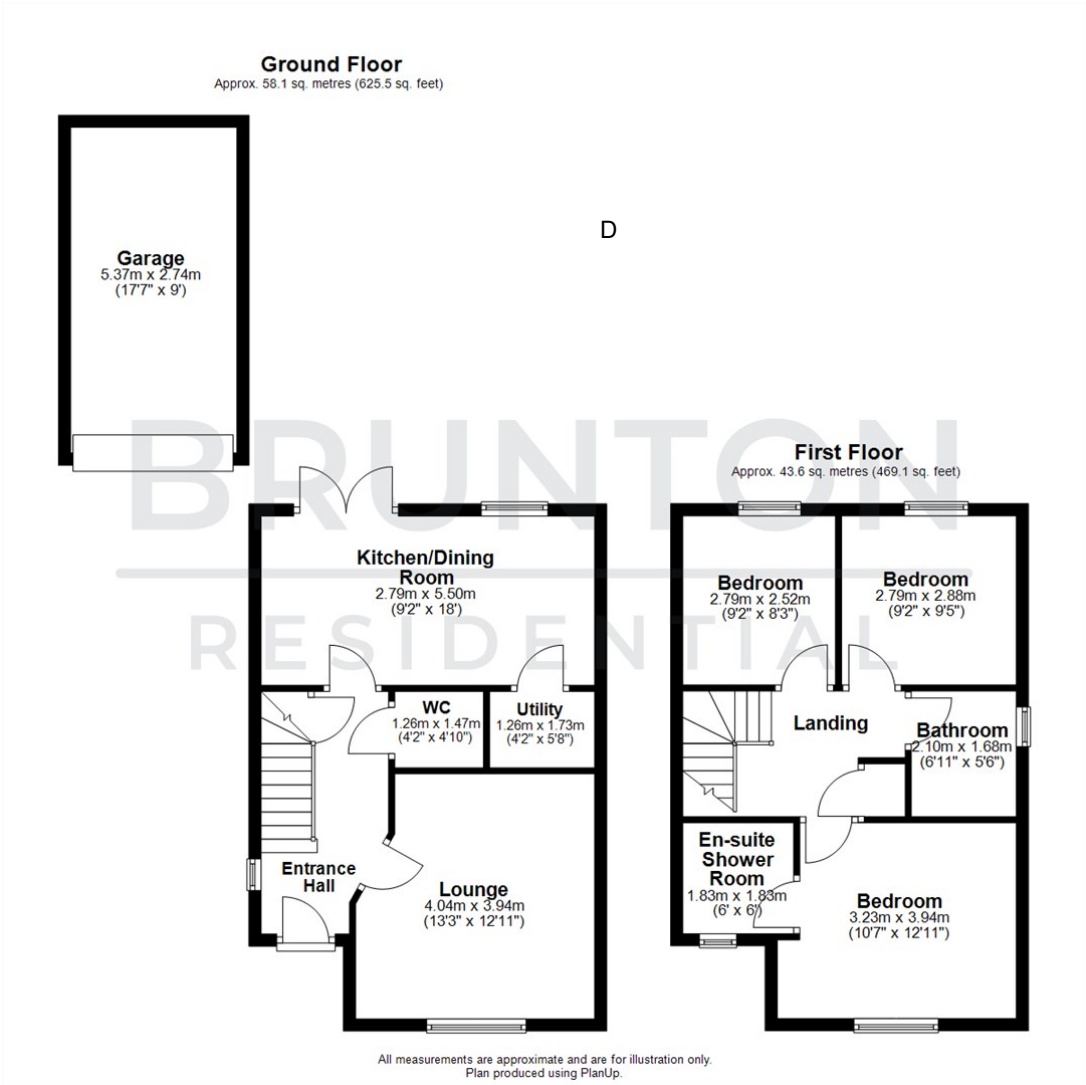 Ground Floor
Approx. 58.1 sq. metres (625.5 sq. feet)
Garage
5.37m x 2.74m
(17'7" x 9')
D
BRUNTON
RESIDENTIAL
Kitchen/Dining
Room
2.79m x 5.50m
(9'2" x 18')
WC
1.26m x 1.47m
(4'2" x 4'10")
Utility
1.26m x 1.73m
(4'2" x 5'8")
Entrance
Hall
Lounge
4.04m x 3.94m
(13'3" x 12'11")
First Floor
Approx. 43.6 sq. metres (469.1 sq. feet)
Bedroom
2.79m x 2.52m
(9'2" x 8'3")
Bedroom
2.79m x 2.88m
(9'2" x 9'5")
Landing
Bathroom
2.10m x 1.68m
(6'11" x 5'6")
En-suite
Shower
Room
1.83m x 1.83m
(6' x 6')
Bedroom
3.23m x 3.94m
(10'7" x 12'11")
All measurements are approximate and are for illustration only.
Plan produced using PlanUp.